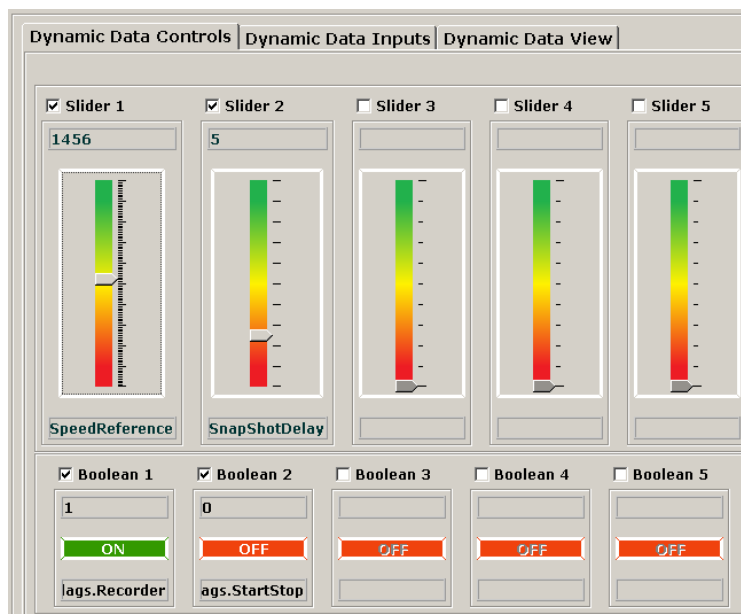 Dynamic Data Controls Dynamic Data Inputs Dynamic Data View
Slider 1 Slider 2 Slider 3 Slider 4 Slider 5
1456 5
SpeedReference SnapShotDelay
Boolean 1 Boolean 2 Boolean 3 Boolean 4 Boolean 5
1 0
ON OFF OFF OFF OFF
lags.Recorder ags.StartStop